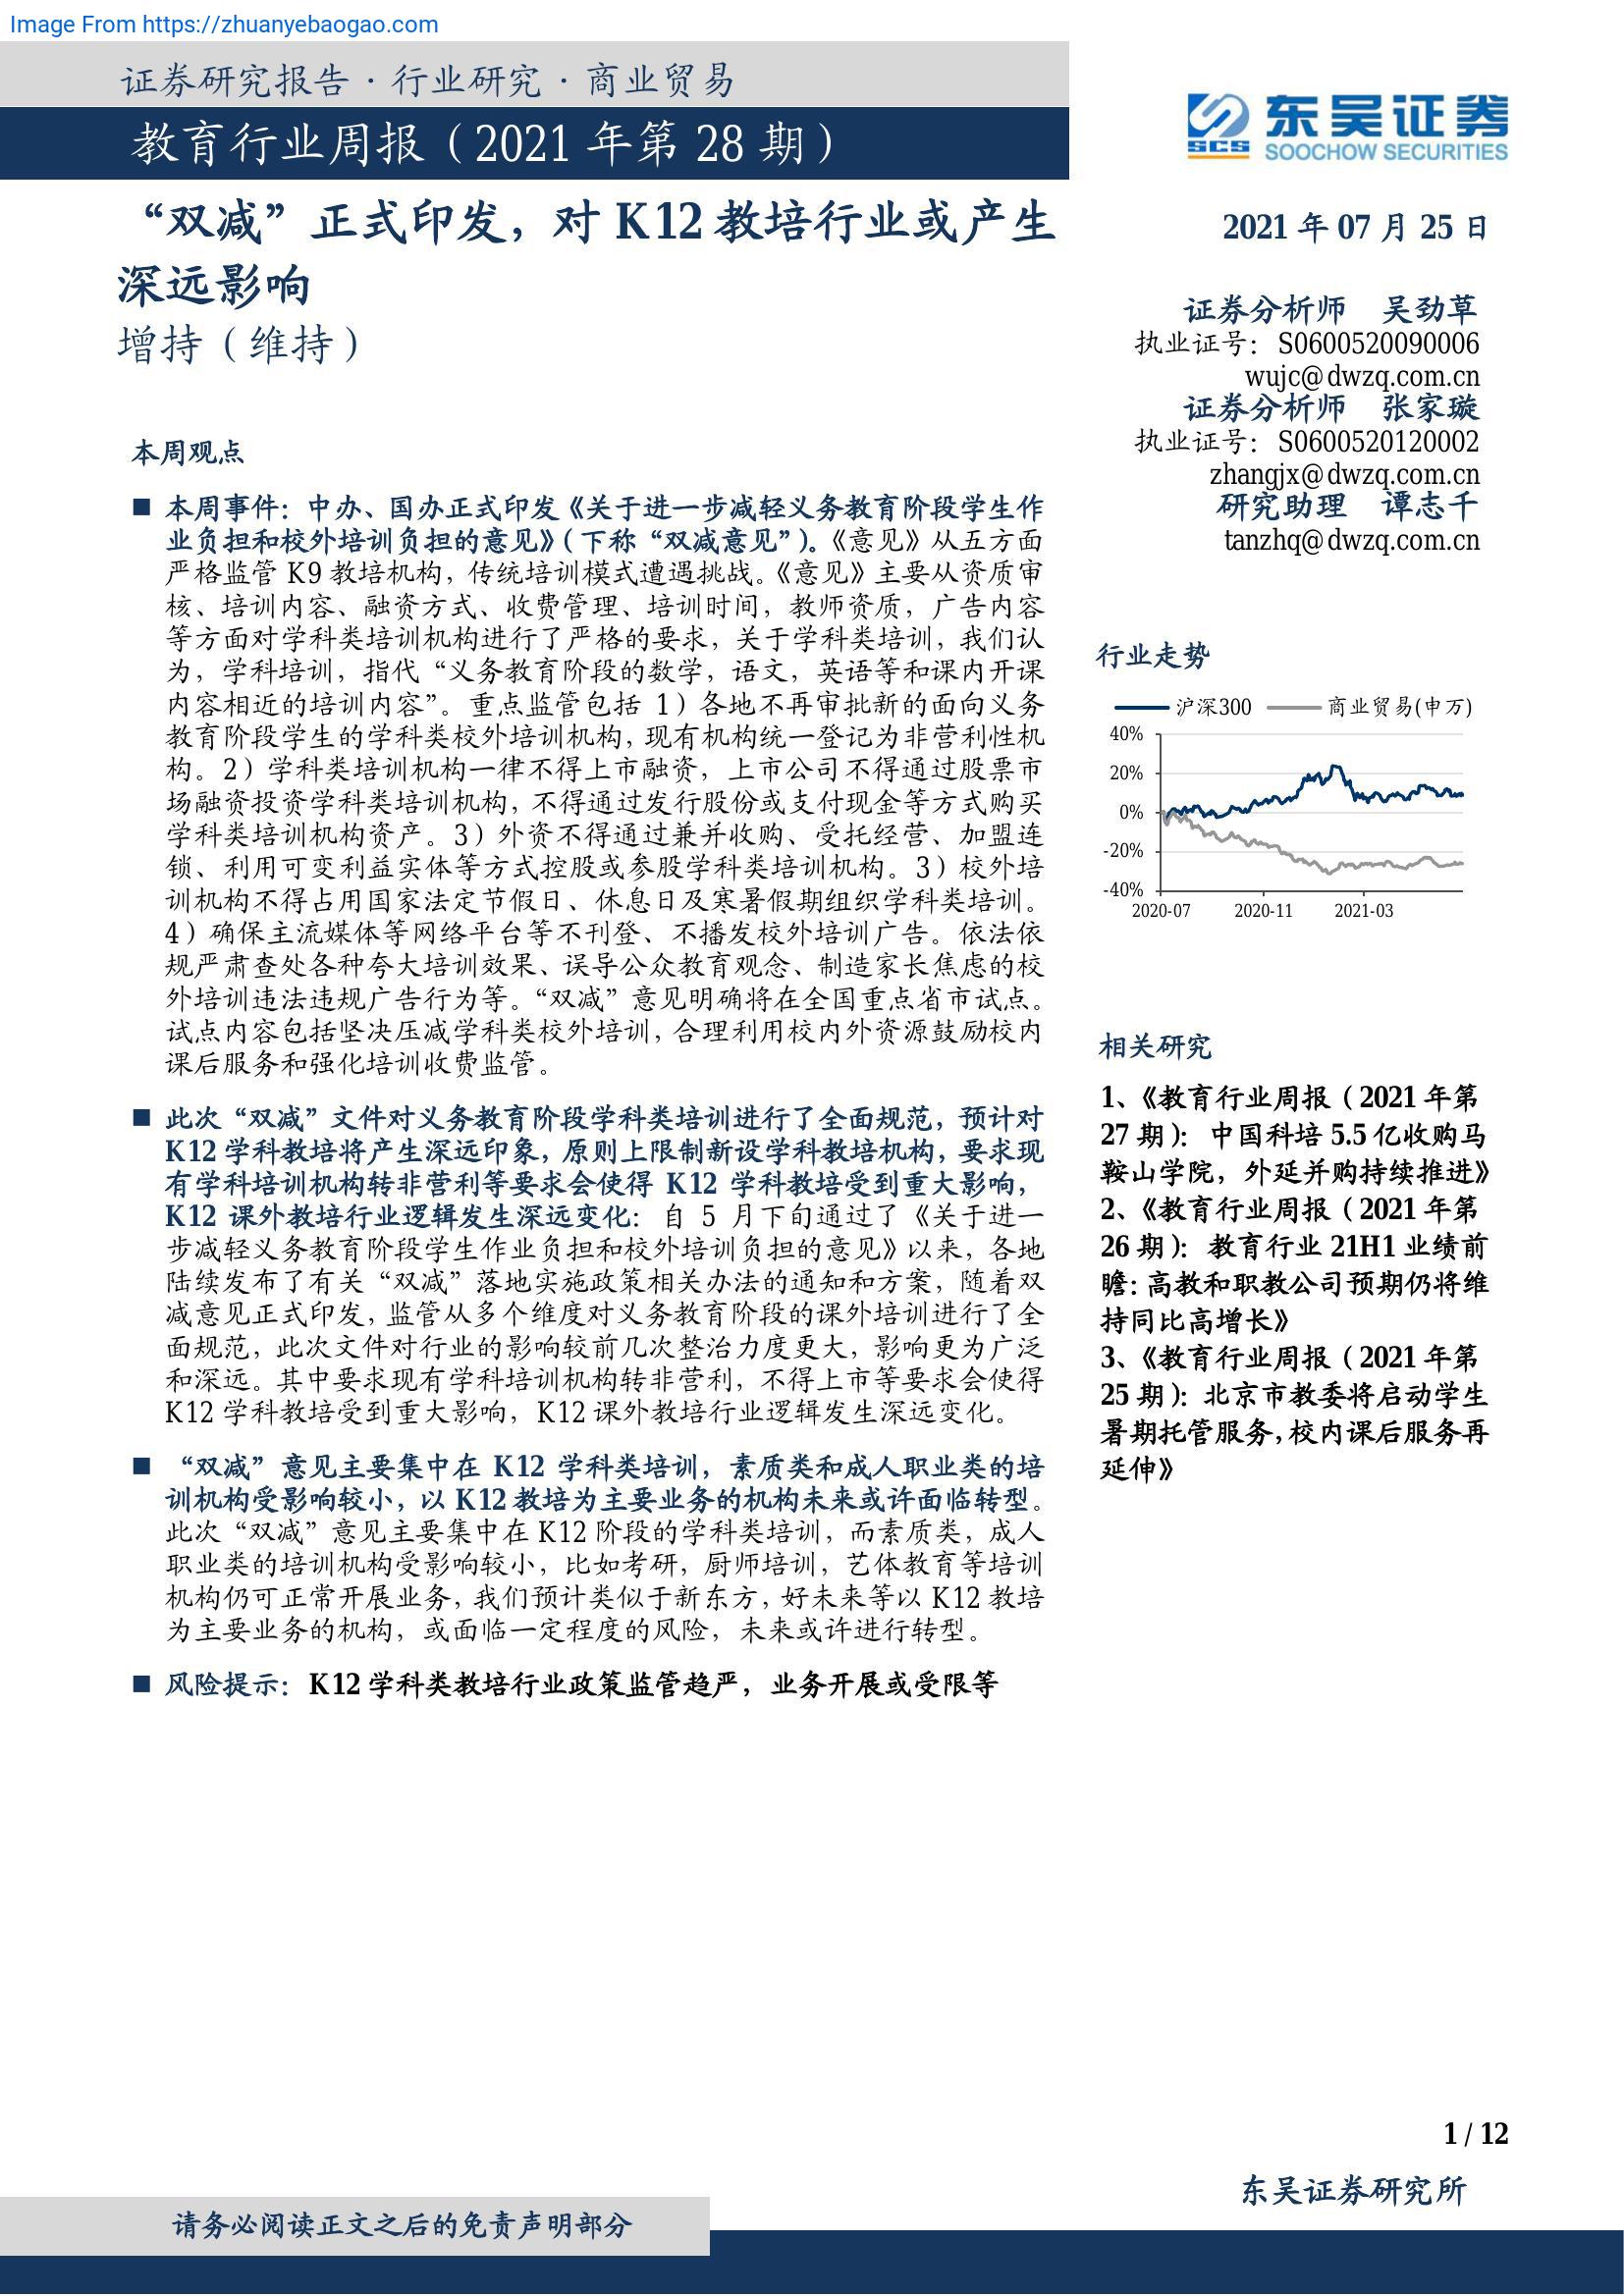 Image From https://zhuanyebaogao.com
证券研究报告·行业研究·商业贸易
教育行业周报（2021 年第 28 期）
SCS 东吴证券
SOOCHOW SECURITIES
“双减”正式印发，对 K12 教培行业或产生
深远影响
增持（维持）
2021 年 07 月 25 日
证券分析师 吴劲草
执业证号：S0600520090006
wujc@dwzq.com.cn
证券分析师 张家璇
执业证号：S0600520120002
zhangjx@dwzq.com.cn
研究助理 谭志千
tanzhq@dwzq.com.cn
本周观点
■ 本周事件：中办、国办正式印发《关于进一步减轻义务教育阶段学生作
业负担和校外培训负担的意见》（下称“双减意见”）。《意见》从五方面
严格监管 K9 教培机构，传统培训模式遭遇挑战。《意见》主要从资质审
核、培训内容、融资方式、收费管理、培训时间，教师资质，广告内容
等方面对学科类培训机构进行了严格的要求，关于学科类培训，我们认
为，学科培训，指代“义务教育阶段的数学，语文，英语等和课内开课
内容相近的培训内容”。重点监管包括 1）各地不再审批新的面向义务
教育阶段学生的学科类校外培训机构，现有机构统一登记为非营利性机
构。2）学科类培训机构一律不得上市融资，上市公司不得通过股票市
场融资投资学科类培训机构，不得通过发行股份或支付现金等方式购买
学科类培训机构资产。3）外资不得通过兼并收购、受托经营、加盟连
锁、利用可变利益实体等方式控股或参股学科类培训机构。3）校外培
训机构不得占用国家法定节假日、休息日及寒暑假期组织学科类培训。
4）确保主流媒体等网络平台等不刊登、不播发校外培训广告。依法依
规严肃查处各种夸大培训效果、误导公众教育观念、制造家长焦虑的校
外培训违法违规广告行为等。“双减”意见明确将在全国重点省市试点。
试点内容包括坚决压减学科类校外培训，合理利用校内外资源鼓励校内
课后服务和强化培训收费监管。
■ 此次“双减”文件对义务教育阶段学科类培训进行了全面规范，预计对
K12 学科教培将产生深远印象，原则上限制新设学科教培机构，要求现
有学科培训机构转非营利等要求会使得 K12 学科教培受到重大影响，
K12 课外教培行业逻辑发生深远变化：自 5 月下旬通过了《关于进一
步减轻义务教育阶段学生作业负担和校外培训负担的意见》以来，各地
陆续发布了有关“双减”落地实施政策相关办法的通知和方案，随着双
减意见正式印发，监管从多个维度对义务教育阶段的课外培训进行了全
面规范，此次文件对行业的影响较前几次整治力度更大，影响更为广泛
和深远。其中要求现有学科培训机构转非营利，不得上市等要求会使得
K12 学科教培受到重大影响，K12 课外教培行业逻辑发生深远变化。
■ “双减”意见主要集中在 K12 学科类培训，素质类和成人职业类的培
训机构受影响较小，以 K12 教培为主要业务的机构未来或许面临转型。
此次“双减”意见主要集中在 K12 阶段的学科类培训，而素质类，成人
职业类的培训机构受影响较小，比如考研，厨师培训，艺体教育等培训
机构仍可正常开展业务，我们预计类似于新东方，好未来等以 K12 教培
为主要业务的机构，或面临一定程度的风险，未来或许进行转型。
■ 风险提示：K12 学科类教培行业政策监管趋严，业务开展或受限等
行业走势
沪深300 商业贸易(申万)
40%
20%
0%
-20%
-40%
2020-07 2020-11 2021-03
相关研究
1、《教育行业周报（2021 年第
27 期）：中国科培 5.5 亿收购马
鞍山学院，外延并购持续推进》
2、《教育行业周报（2021 年第
26 期）：教育行业 21H1 业绩前
瞻：高教和职教公司预期仍将维
持同比高增长》
3、《教育行业周报（2021 年第
25 期）：北京市教委将启动学生
暑期托管服务，校内课后服务再
延伸》
1 / 12
东吴证券研究所
请务必阅读正文之后的免责声明部分